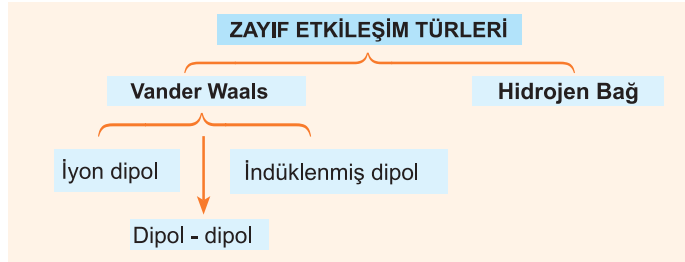 ZAYIF ETKİLEŞİM TÜRLERİ
Vander Waals
Hidrojen Bağ
İyon dipol
İndüklenmiş dipol
Dipol - dipol